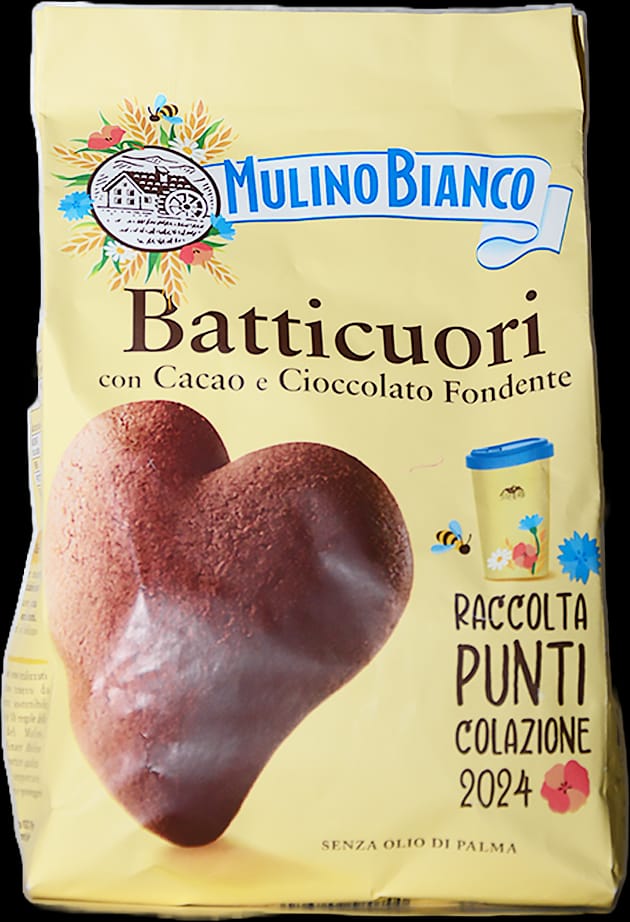 MULINO BIANCO
Batticuori
con Cacao e Cioccolato Fondente
RACCOLTA
PUNTI
COLAZIONE
2024
SENZA OLIO DI PALMA